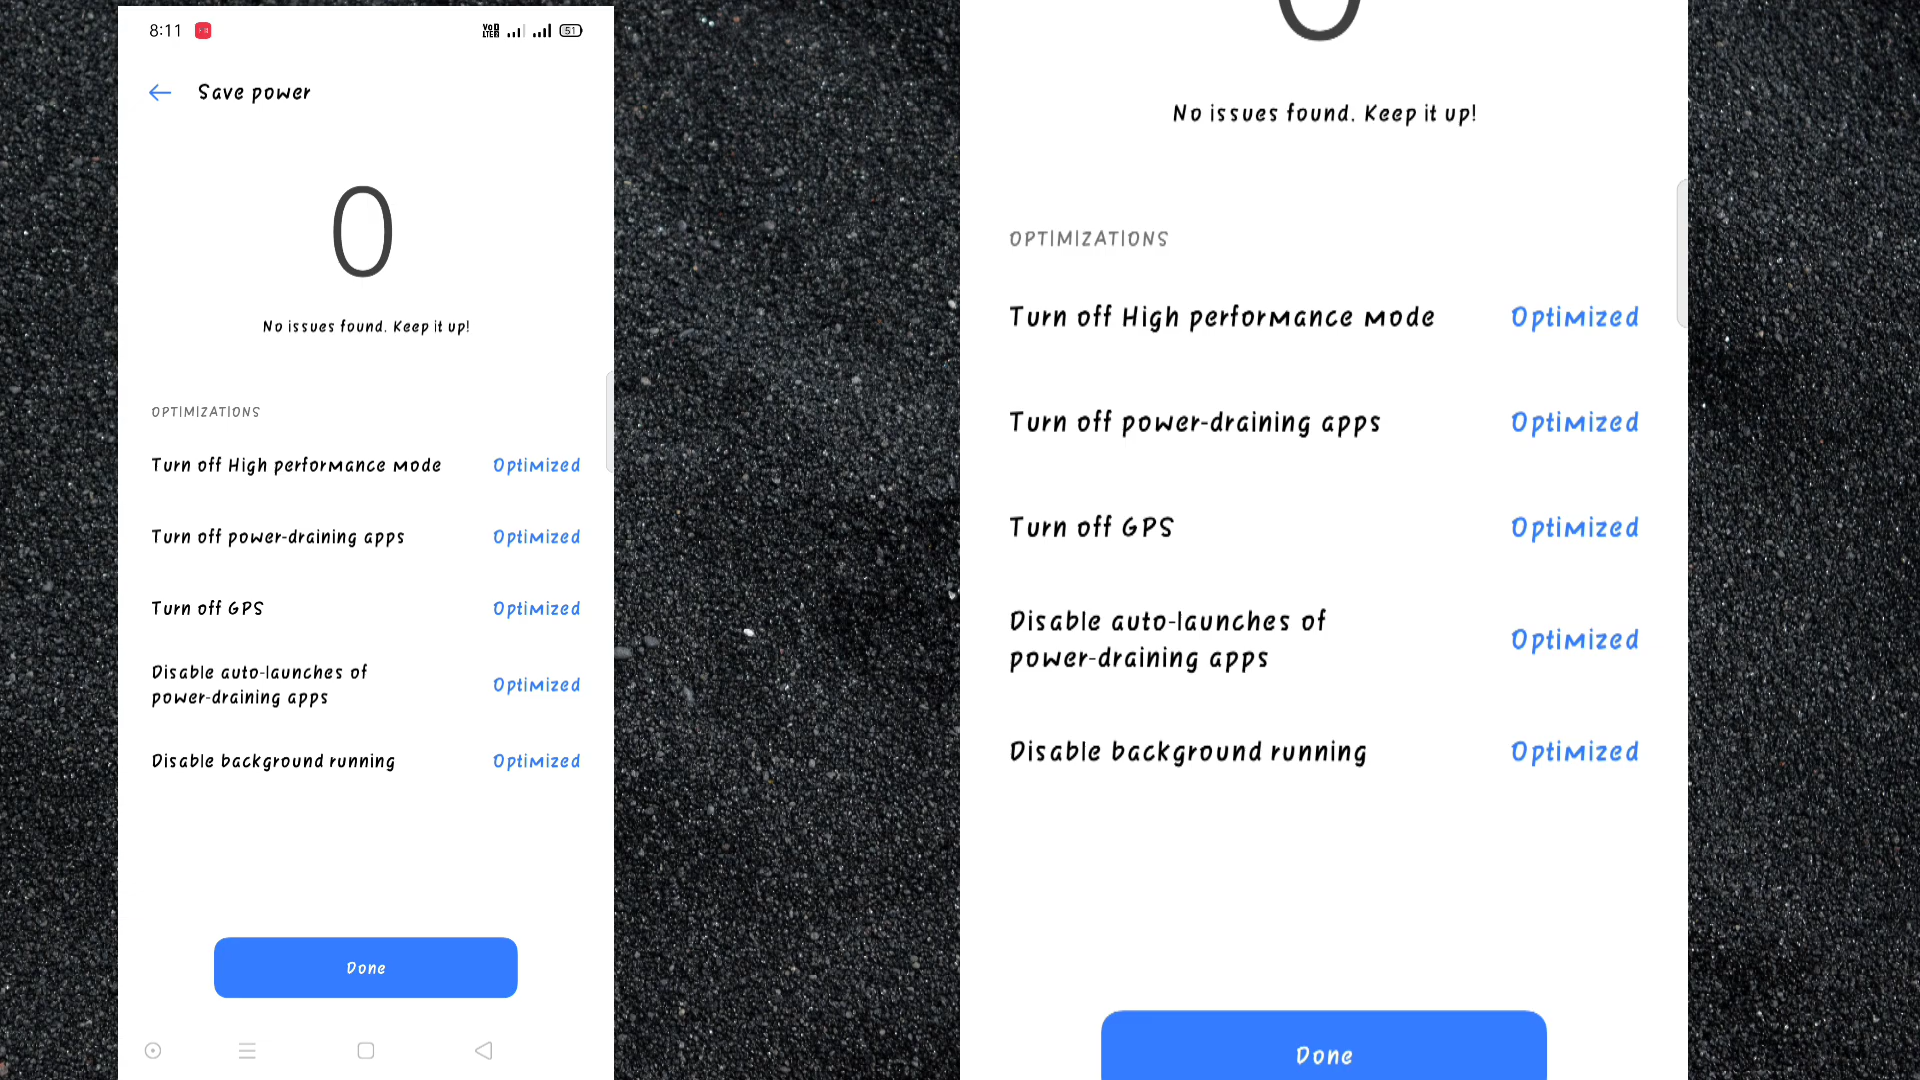 8:11
VoLTE2 51
Save power
0
No issues found. Keep it up!
OPTIMIZATIONS
Turn off High performance mode Optimized
Turn off power-draining apps Optimized
Turn off GPS Optimized
Disable auto-launches of
power-draining apps Optimized
Disable background running Optimized
Done
0
No issues found. Keep it up!
OPTIMIZATIONS
Turn off High performance mode Optimized
Turn off power-draining apps Optimized
Turn off GPS Optimized
Disable auto-launches of
power-draining apps Optimized
Disable background running Optimized
Done